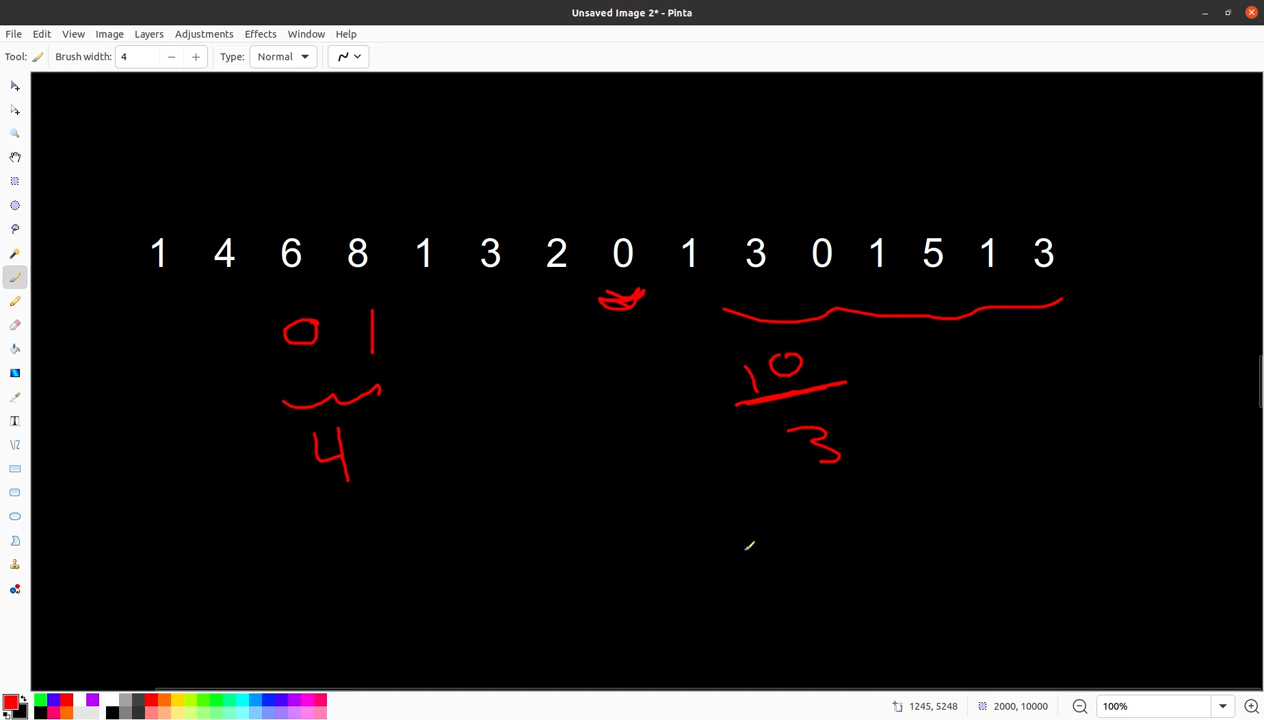 Unsaved Image 2* - Pinta
File Edit View Image Layers Adjustments Effects Window Help
Tool: Brush width: 4 − + Type: Normal
1 4 6 8 1 3 2 0 1 3 0 1 5 1 3
0 1
1 0
4
3
1245, 5248 2000, 10000 100%